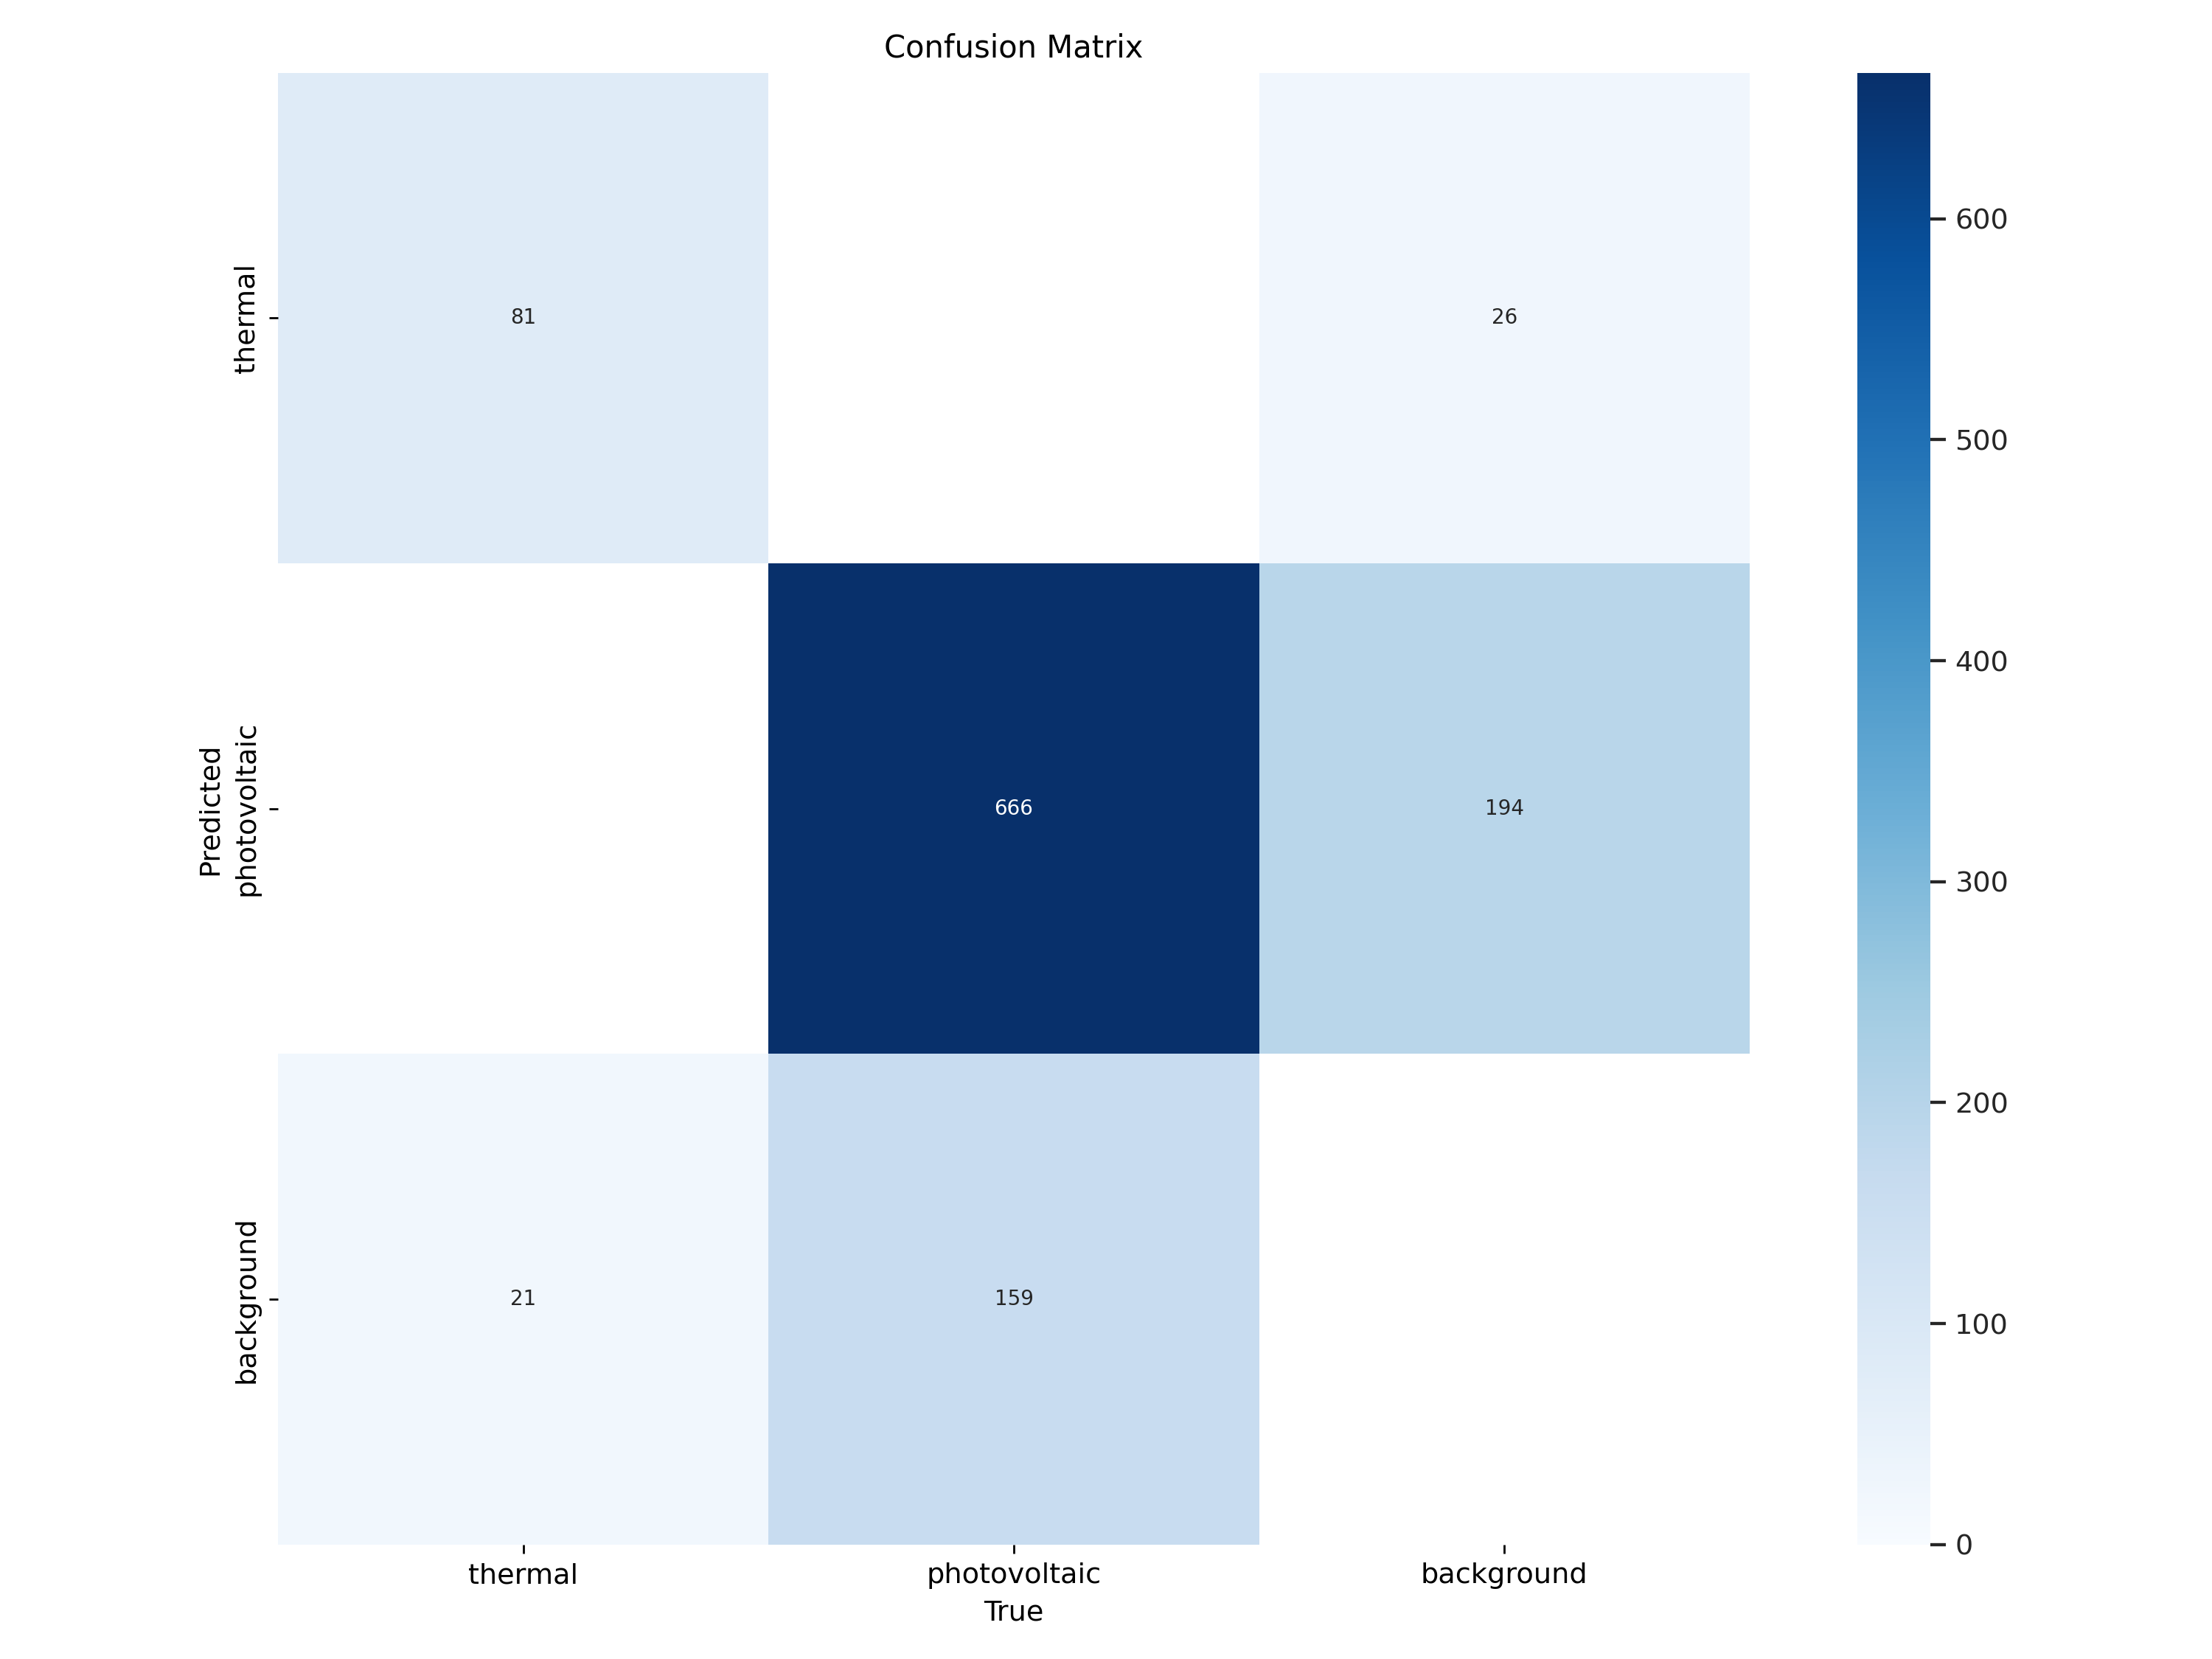 Confusion Matrix
thermal
81
26
600
500
400
Predicted
photovoltaic
666
194
300
200
background
21
159
100
0
thermal
photovoltaic
background
True